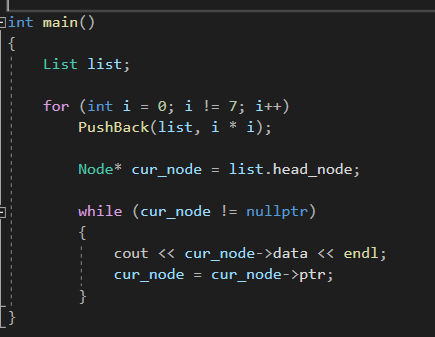 int main()
{
List list;
for (int i = 0; i != 7; i++)
PushBack(list, i * i);
Node* cur_node = list.head_node;
while (cur_node != nullptr)
{
cout << cur_node->data << endl;
cur_node = cur_node->ptr;
}
}